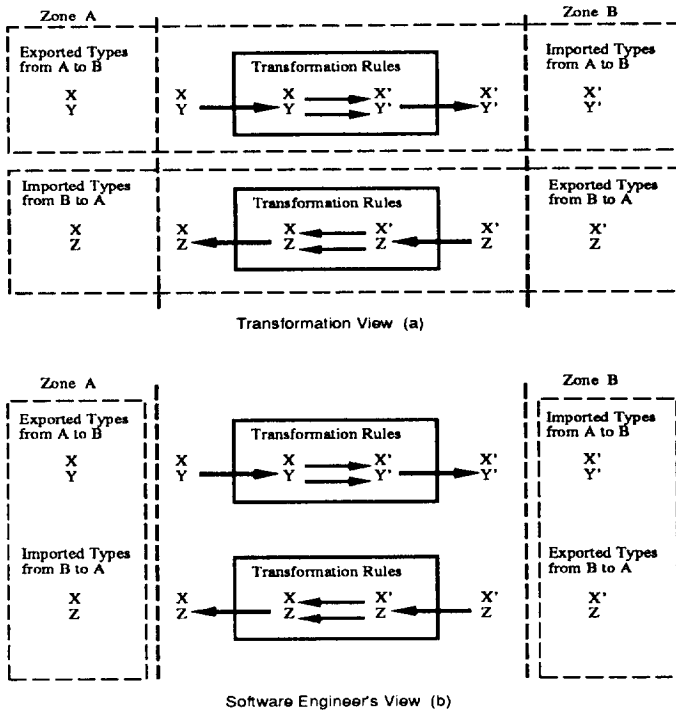 Zone A
Zone B
Exported Types
from A to B
X
Y
X
Y
Transformation Rules
X
Y
X'
Y'
X'
Y'
Imported Types
from A to B
X'
Y'
Imported Types
from B to A
X
Z
X
Z
Transformation Rules
X
Z
X'
Z
X'
Z
Exported Types
from B to A
X'
Z
Transformation View (a)
Zone A
Zone B
Exported Types
from A to B
X
Y
X
Y
Transformation Rules
X
Y
X'
Y'
X'
Y'
Imported Types
from A to B
X'
Y'
Imported Types
from B to A
X
Z
X
Z
Transformation Rules
X
Z
X'
Z
X'
Z
Exported Types
from B to A
X'
Z
Software Engineer's View (b)